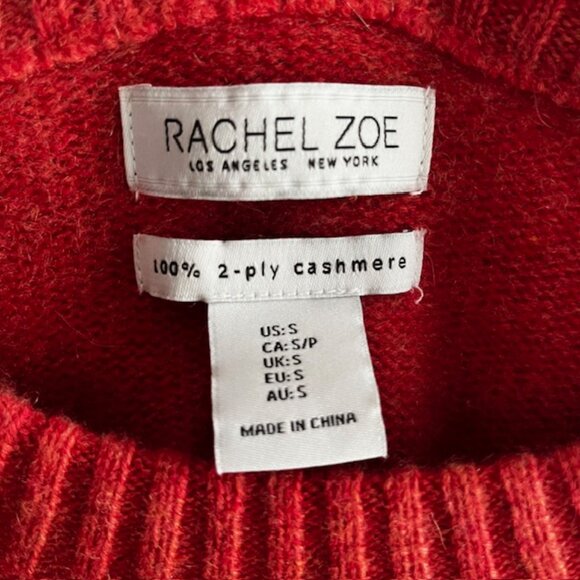 RACHEL ZOE
LOS ANGELES NEW YORK
100% 2-ply cashmere
US: S
CA: S/P
UK: S
EU: S
AU: S
MADE IN CHINA